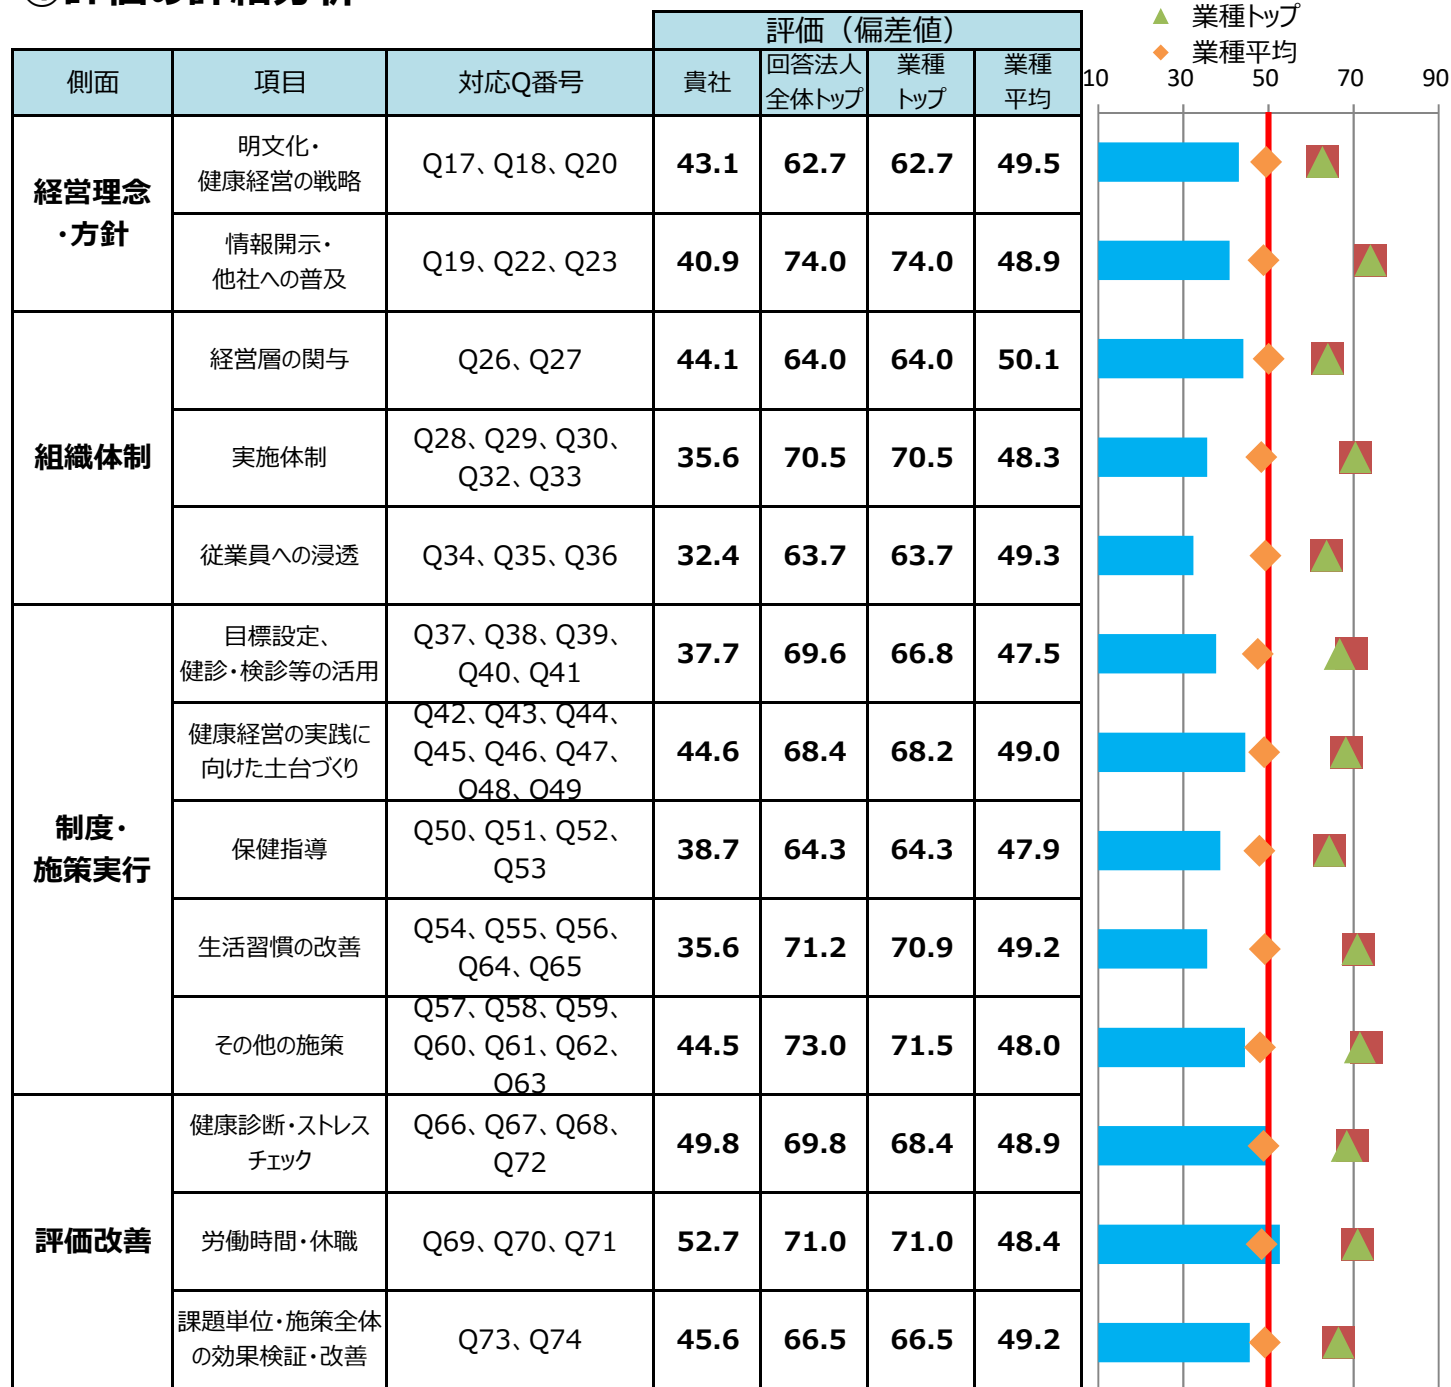 評価（偏差値）
▲ 業種トップ
◆ 業種平均
側面 項目 対応Q番号 貴社 回答法人全体トップ 業種トップ 業種平均
10 30 50 70 90
経営理念・方針
明文化・
健康経営の戦略
Q17、Q18、Q20
43.1 62.7 62.7 49.5
情報開示・
他社への普及
Q19、Q22、Q23
40.9 74.0 74.0 48.9
組織体制
経営層の関与
Q26、Q27
44.1 64.0 64.0 50.1
実施体制
Q28、Q29、Q30、
Q32、Q33
35.6 70.5 70.5 48.3
従業員への浸透
Q34、Q35、Q36
32.4 63.7 63.7 49.3
制度・
施策実行
目標設定、
健診・検診等の活用
Q37、Q38、Q39、
Q40、Q41
37.7 69.6 66.8 47.5
健康経営の実践に
向けた土台づくり
Q42、Q43、Q44、
Q45、Q46、Q47、
Q48、Q49
44.6 68.4 68.2 49.0
保健指導
Q50、Q51、Q52、
Q53
38.7 64.3 64.3 47.9
生活習慣の改善
Q54、Q55、Q56、
Q64、Q65
35.6 71.2 70.9 49.2
その他の施策
Q57、Q58、Q59、
Q60、Q61、Q62、
Q63
44.5 73.0 71.5 48.0
評価改善
健康診断・ストレス
チェック
Q66、Q67、Q68、
Q72
49.8 69.8 68.4 48.9
労働時間・休職
Q69、Q70、Q71
52.7 71.0 71.0 48.4
課題単位・施策全体
の効果検証・改善
Q73、Q74
45.6 66.5 66.5 49.2